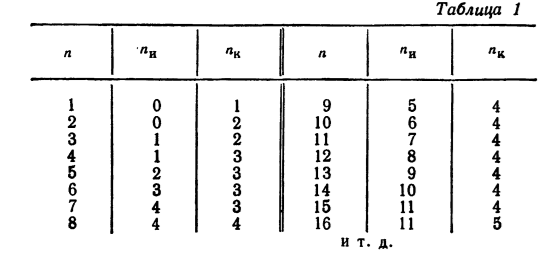 Таблица 1
n nи nк n nи nк
1 0 1 9 5 4
2 0 2 10 6 4
3 1 2 11 7 4
4 1 3 12 8 4
5 2 3 13 9 4
6 3 3 14 10 4
7 4 3 15 11 4
8 4 4 16 11 5
и т. д.